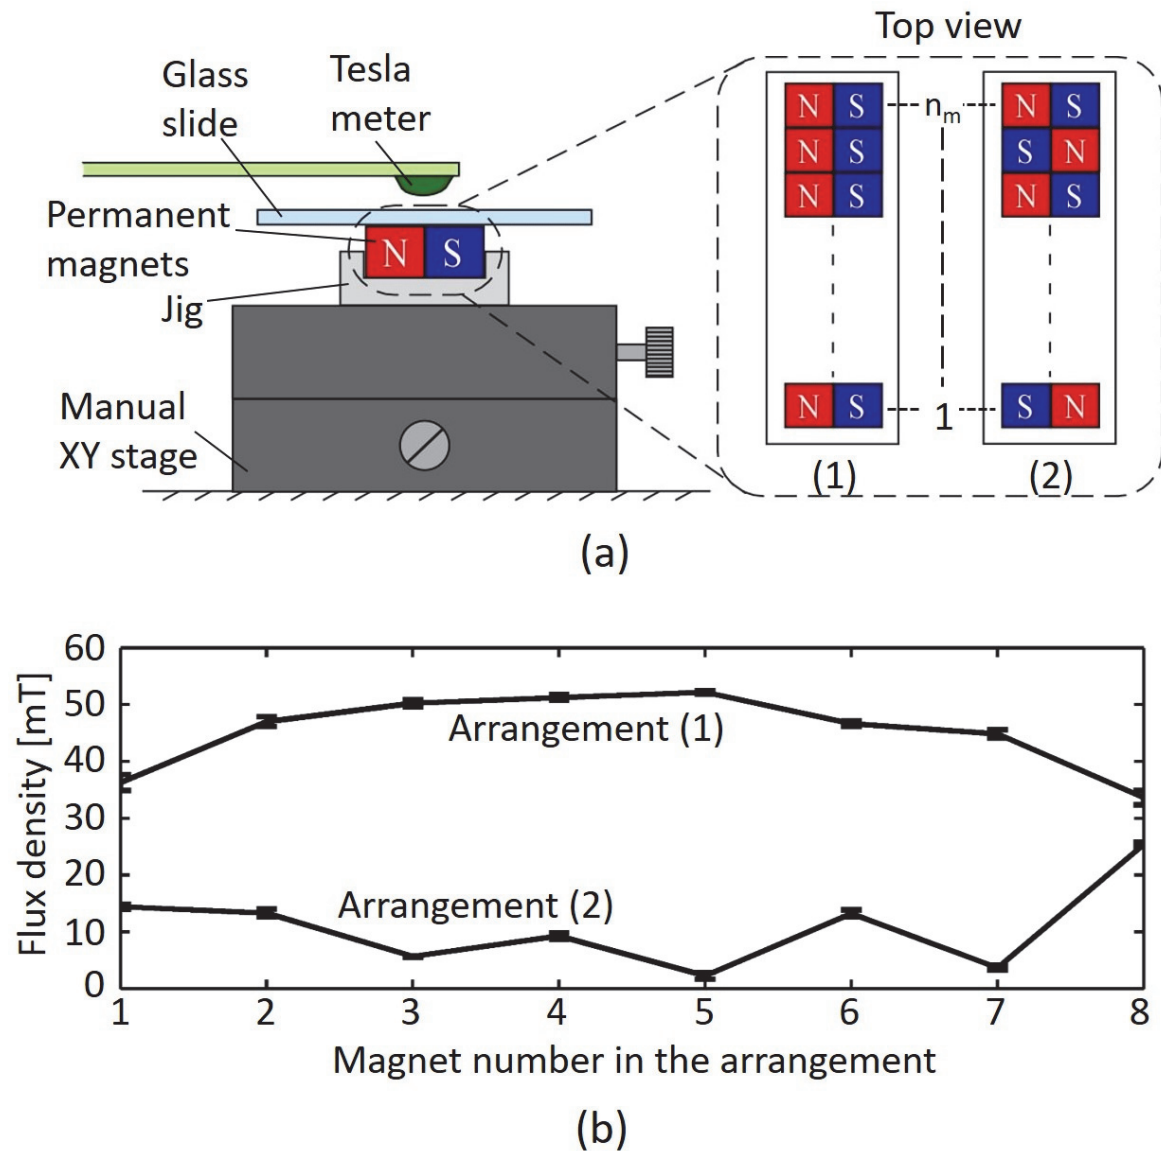 Top view
Glass
slide
Tesla
meter
Permanent
magnets
N S
Jig
Manual
XY stage
N S
N S
N S
N S
(1)
n_m
1
N S
S N
N S
S N
(2)
(a)
60
50
40
30
20
10
0
Flux density [mT]
Arrangement (1)
Arrangement (2)
1 2 3 4 5 6 7 8
Magnet number in the arrangement
(b)